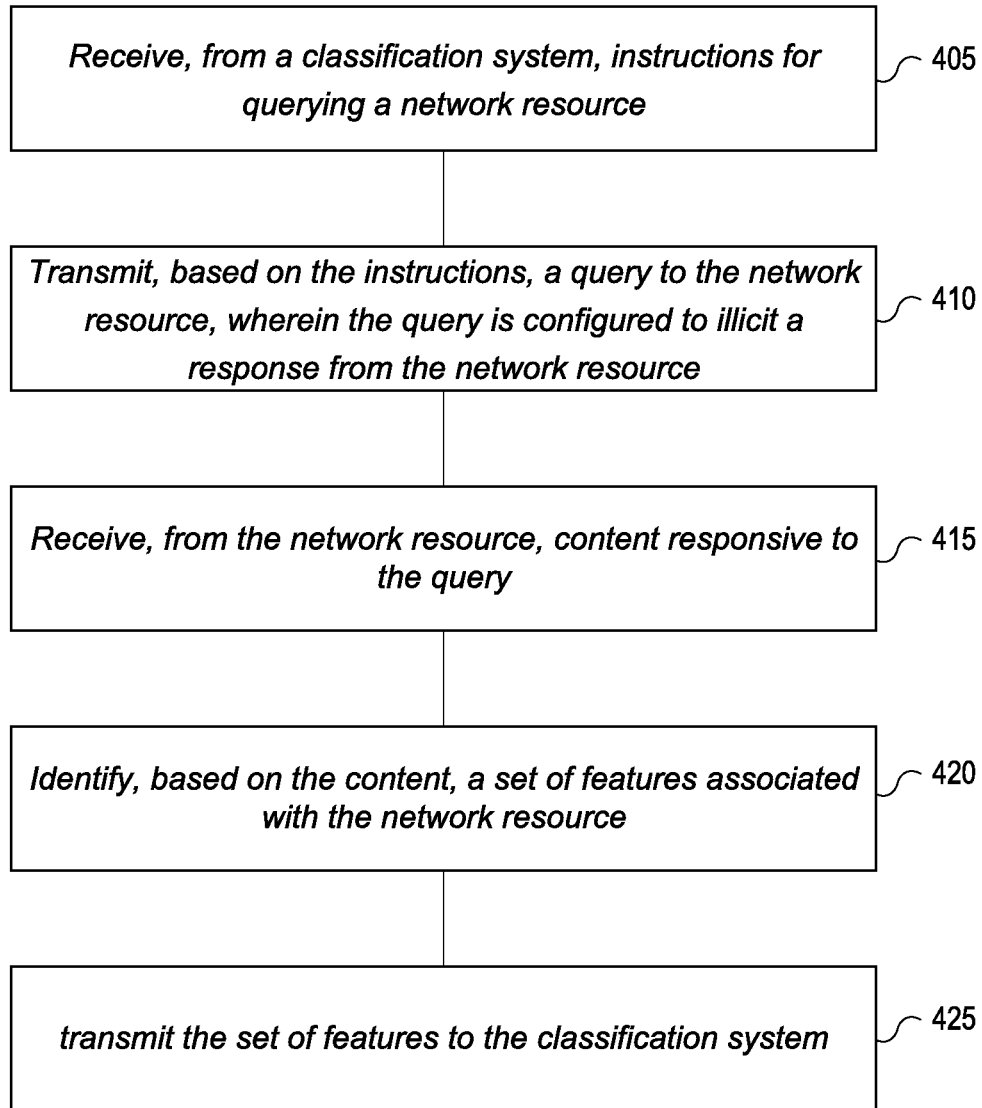 Receive, from a classification system, instructions for
querying a network resource
405
Transmit, based on the instructions, a query to the network
resource, wherein the query is configured to illicit a
response from the network resource
410
Receive, from the network resource, content responsive to
the query
415
Identify, based on the content, a set of features associated
with the network resource
420
transmit the set of features to the classification system
425